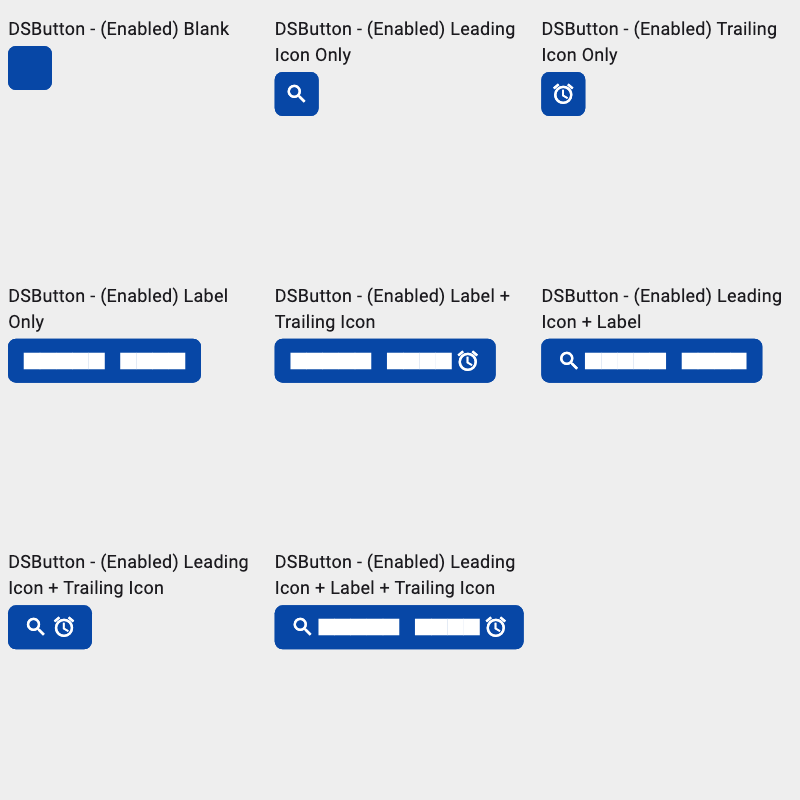 DSButton - (Enabled) Blank
DSButton - (Enabled) Leading
Icon Only
DSButton - (Enabled) Trailing
Icon Only
DSButton - (Enabled) Label
Only
DSButton - (Enabled) Label +
Trailing Icon
DSButton - (Enabled) Leading
Icon + Label
DSButton - (Enabled) Leading
Icon + Trailing Icon
DSButton - (Enabled) Leading
Icon + Label + Trailing Icon